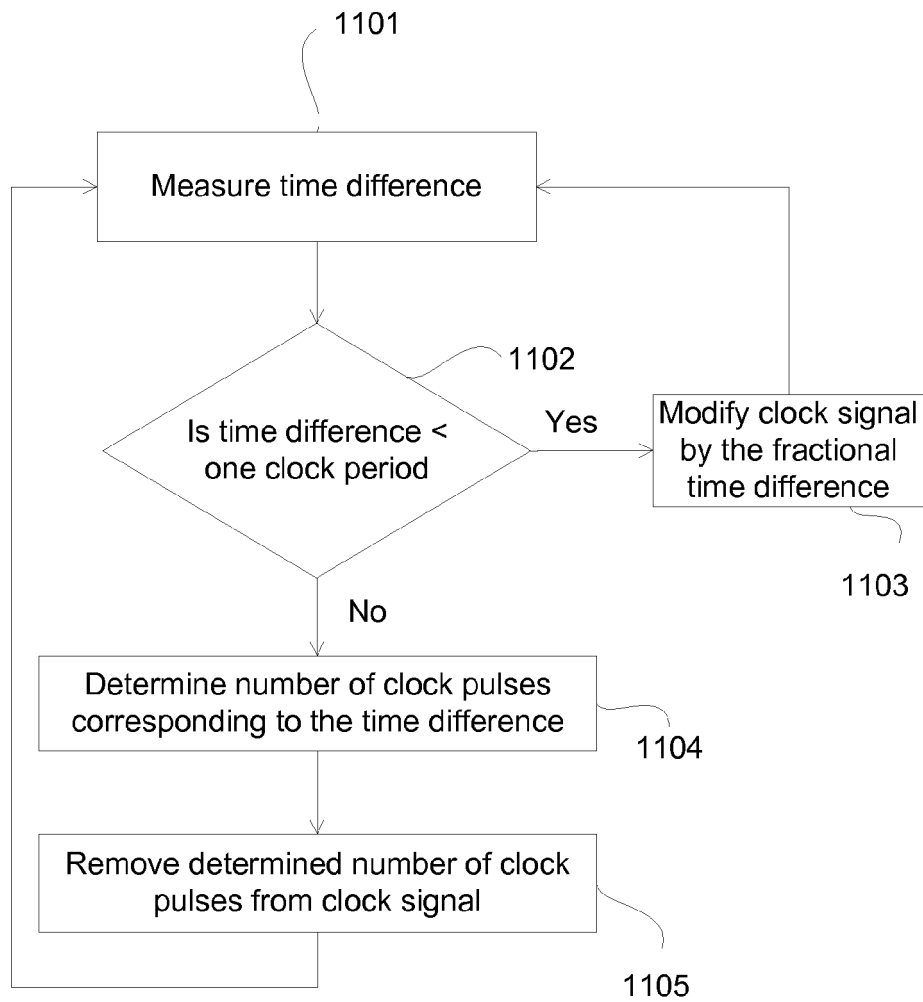 1101
Measure time difference
1102
Is time difference <
one clock period
Yes
Modify clock signal
by the fractional
time difference
1103
No
Determine number of clock pulses
corresponding to the time difference
1104
Remove determined number of clock
pulses from clock signal
1105